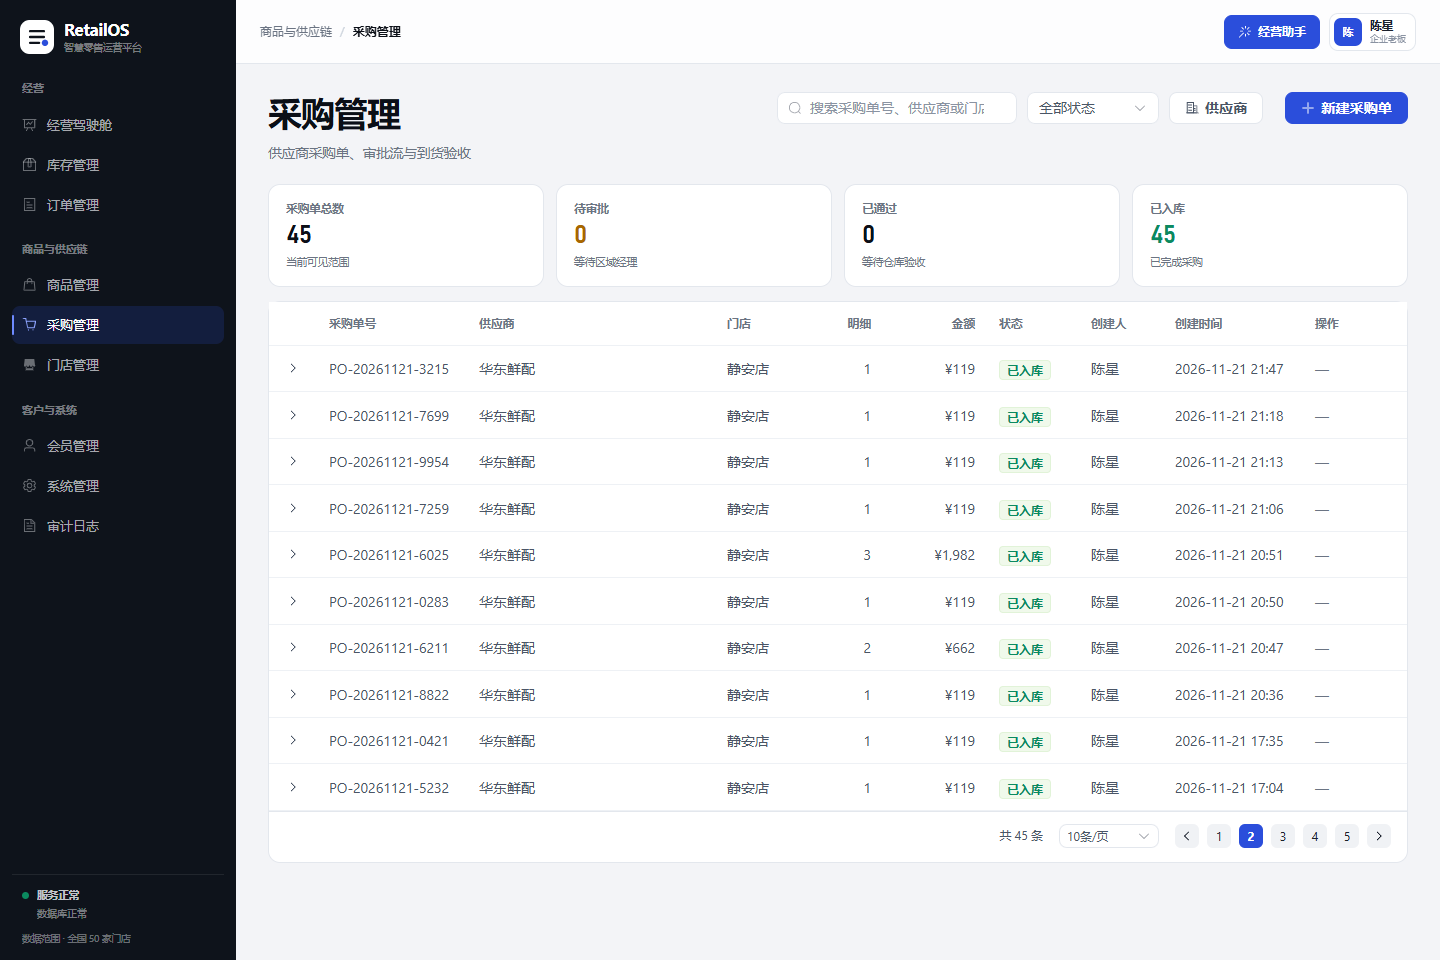 RetailOS
智慧零售运营平台
经营
经营驾驶舱
库存管理
订单管理
商品与供应链
商品管理
采购管理
门店管理
客户与系统
会员管理
系统管理
审计日志
服务正常
数据库正常
数据范围 · 全国 50 家门店
商品与供应链 / 采购管理
经营助手
陈 陈星
企业老板
采购管理
供应商采购单、审批流与到货验收
搜索采购单号、供应商或门店
全部状态
供应商
新建采购单
采购单总数
45
当前可见范围
待审批
0
等待区域经理
已通过
0
等待仓库验收
已入库
45
已完成采购
采购单号 供应商 门店 明细 金额 状态 创建人 创建时间 操作
PO-20261121-3215 华东鲜配 静安店 1 ¥119 已入库 陈星 2026-11-21 21:47 —
PO-20261121-7699 华东鲜配 静安店 1 ¥119 已入库 陈星 2026-11-21 21:18 —
PO-20261121-9954 华东鲜配 静安店 1 ¥119 已入库 陈星 2026-11-21 21:13 —
PO-20261121-7259 华东鲜配 静安店 1 ¥119 已入库 陈星 2026-11-21 21:06 —
PO-20261121-6025 华东鲜配 静安店 3 ¥1,982 已入库 陈星 2026-11-21 20:51 —
PO-20261121-0283 华东鲜配 静安店 1 ¥119 已入库 陈星 2026-11-21 20:50 —
PO-20261121-6211 华东鲜配 静安店 2 ¥662 已入库 陈星 2026-11-21 20:47 —
PO-20261121-8822 华东鲜配 静安店 1 ¥119 已入库 陈星 2026-11-21 20:36 —
PO-20261121-0421 华东鲜配 静安店 1 ¥119 已入库 陈星 2026-11-21 17:35 —
PO-20261121-5232 华东鲜配 静安店 1 ¥119 已入库 陈星 2026-11-21 17:04 —
共 45 条 10条/页 1 2 3 4 5